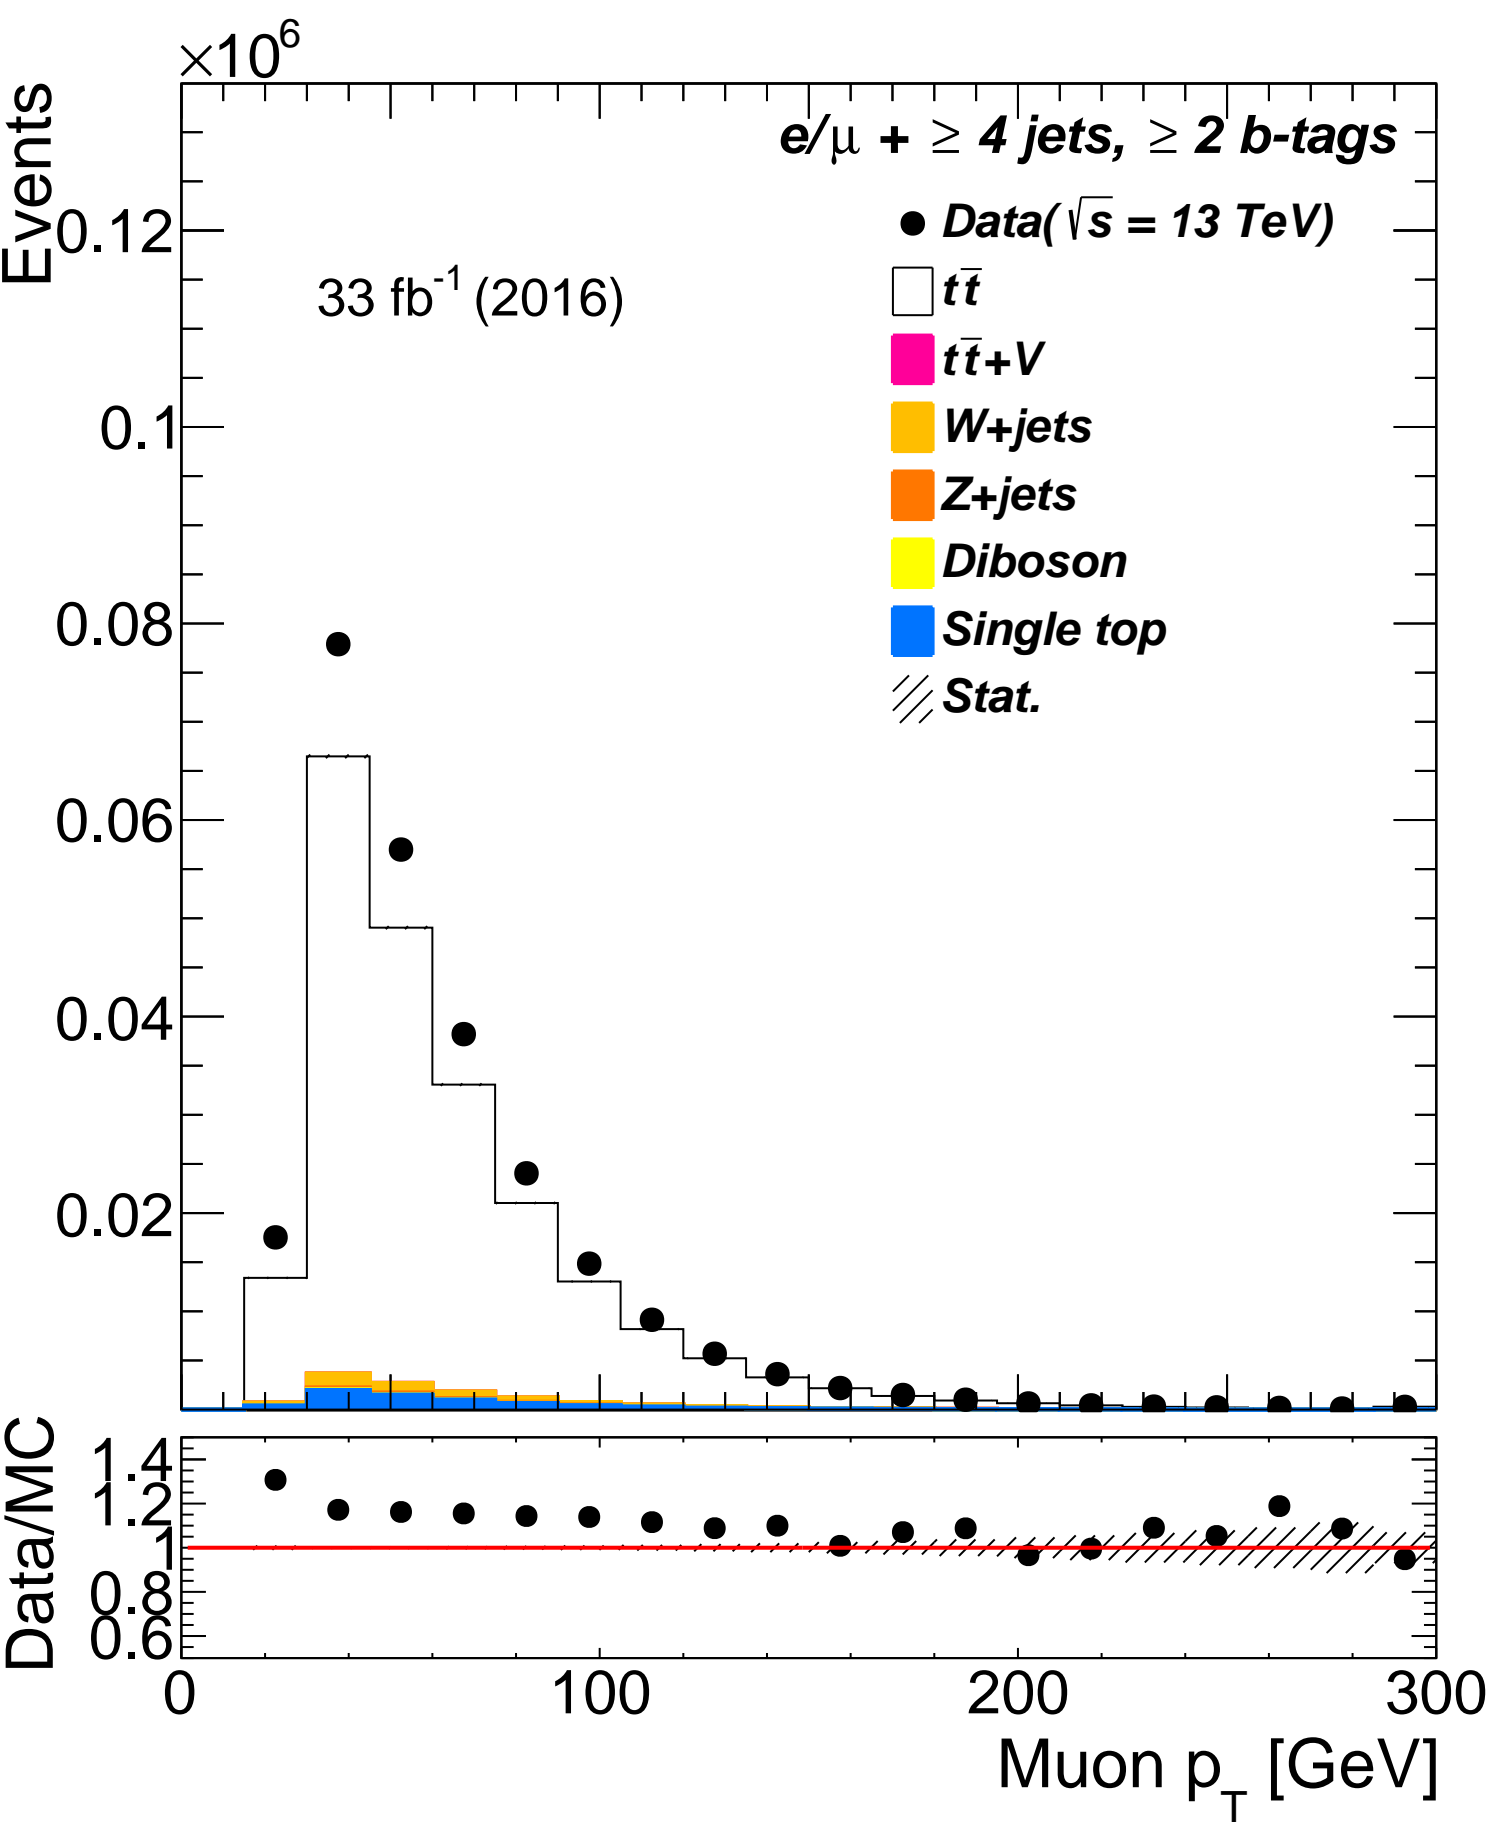 ×10⁶
Events
e/μ + ≥ 4 jets, ≥ 2 b-tags
Data(√s = 13 TeV)
33 fb⁻¹ (2016)
tt̅
tt̅+V
W+jets
Z+jets
Diboson
Single top
Stat.
0.12
0.1
0.08
0.06
0.04
0.02
Data/MC
1.4
1.2
1
0.8
0.6
0
100
200
300
Muon p_T [GeV]